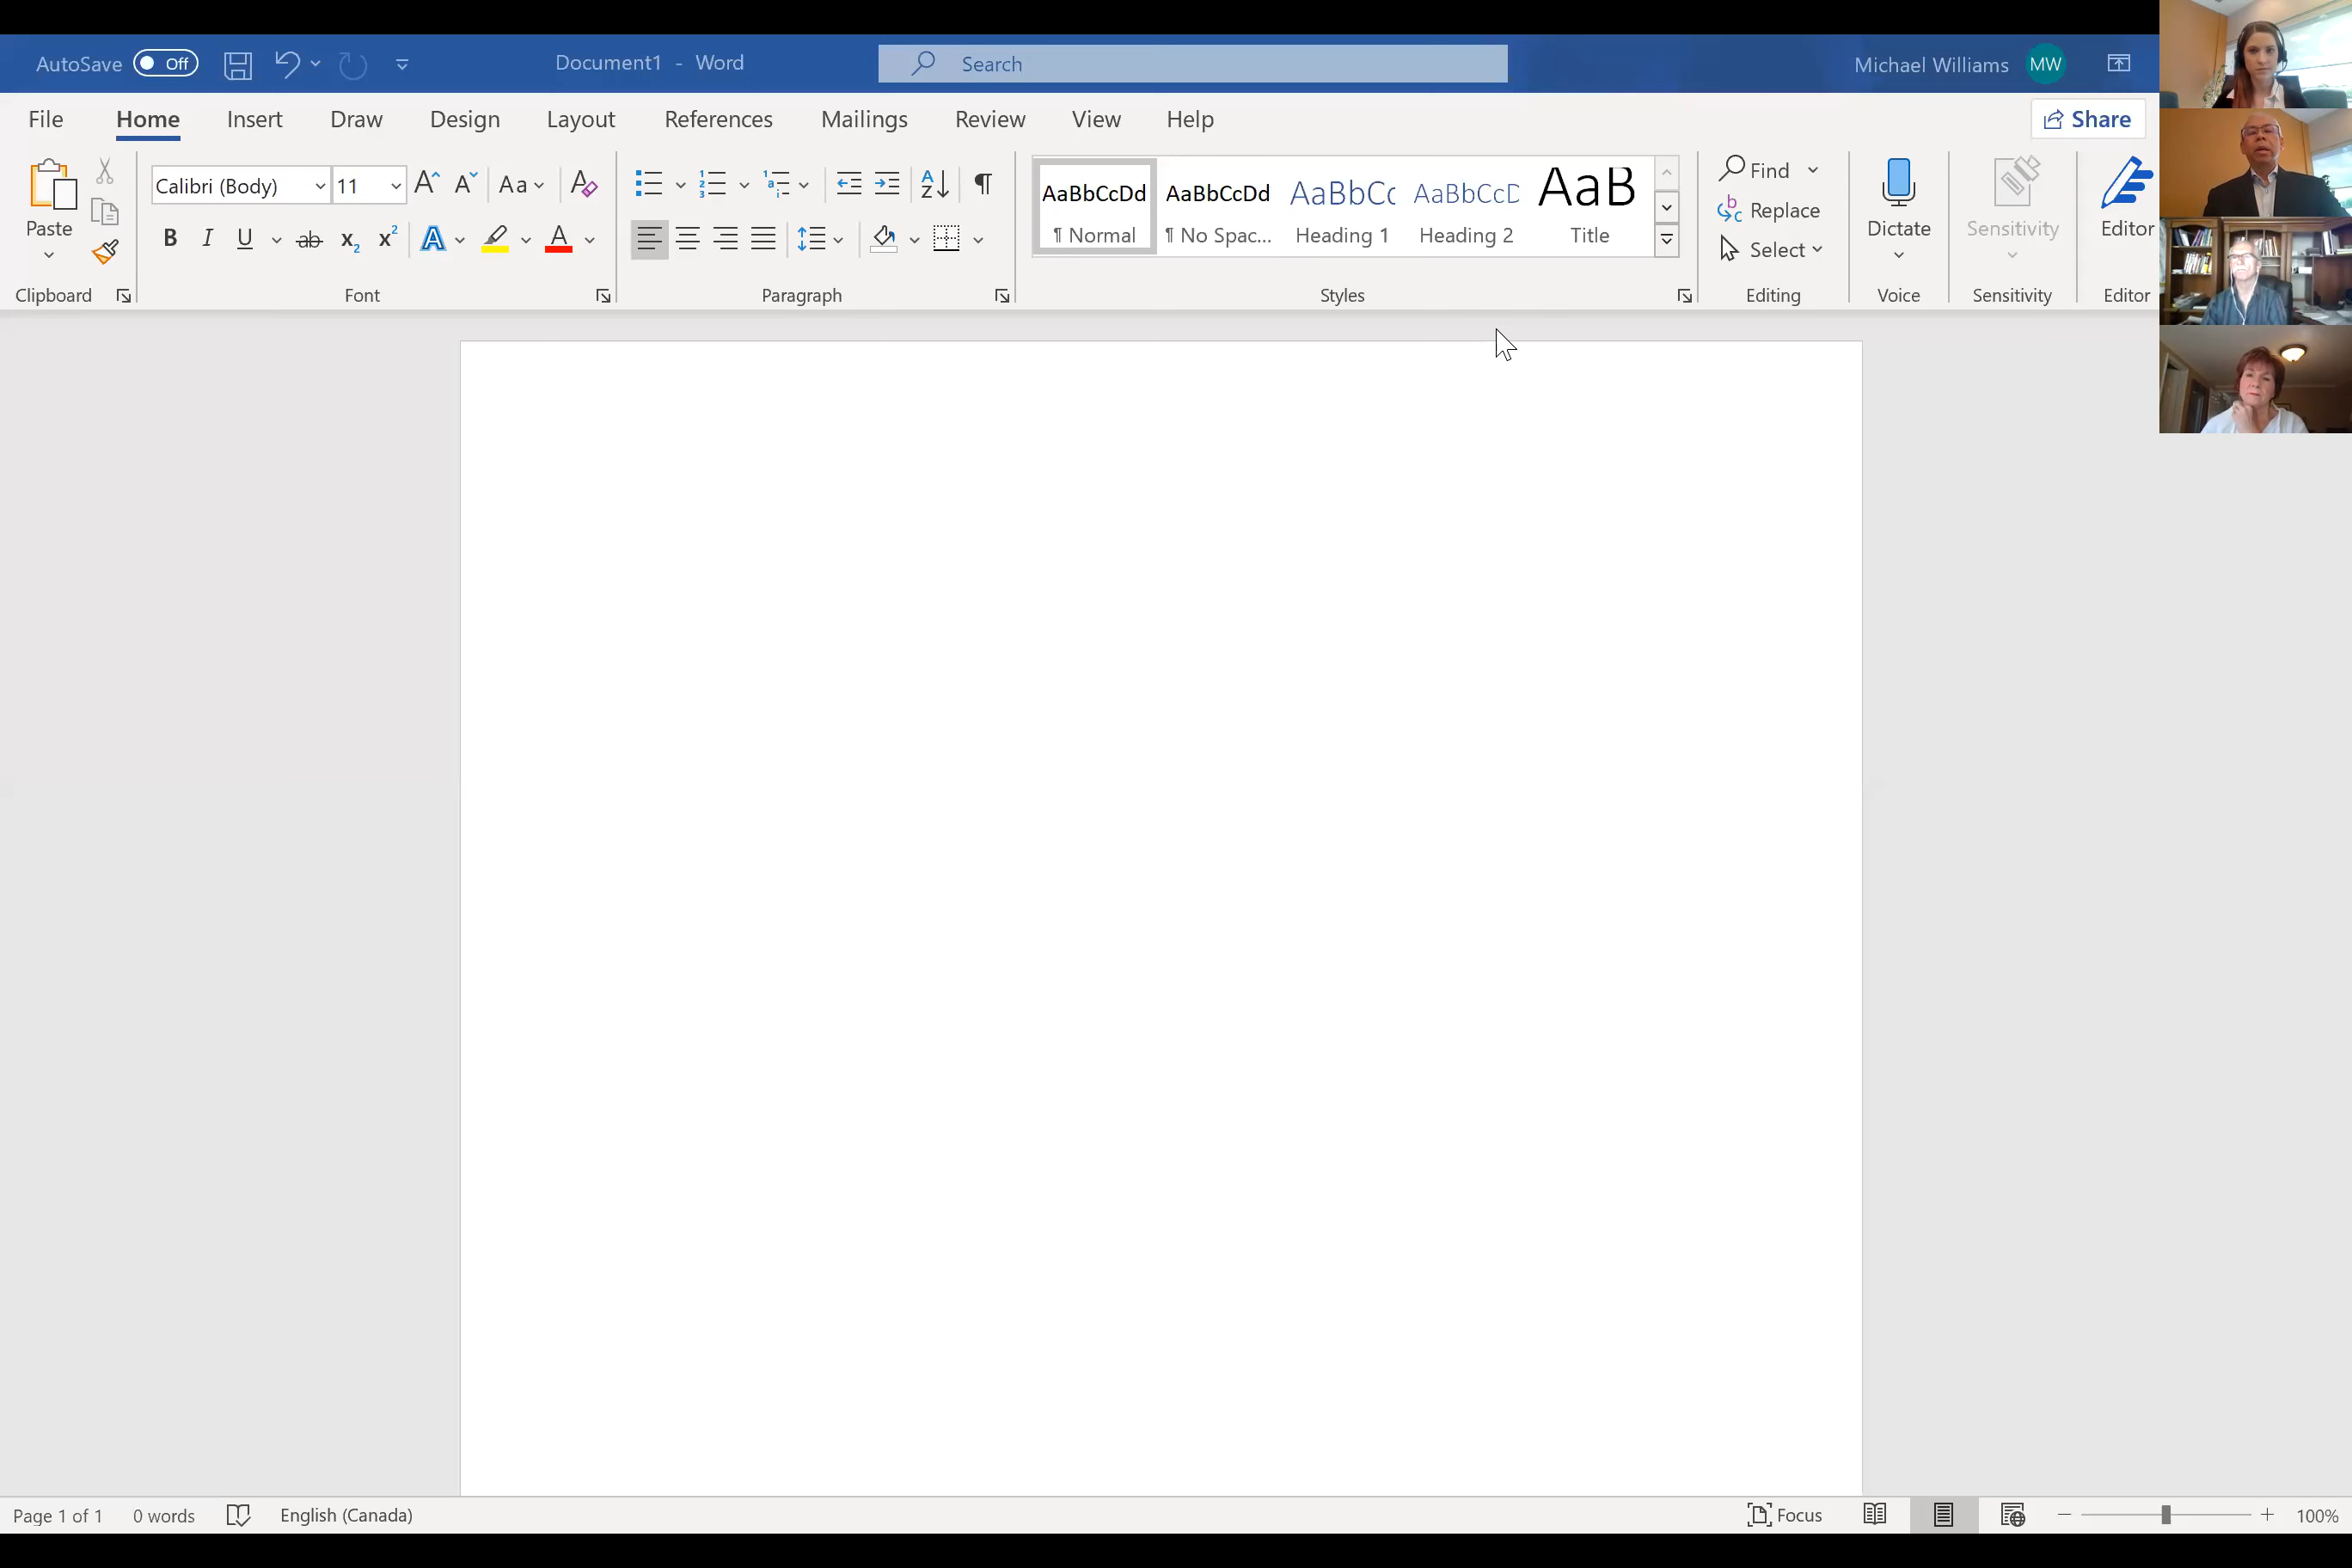 AutoSave Off Document1 - Word Search Michael Williams MW
File Home Insert Draw Design Layout References Mailings Review View Help Share
Paste Calibri (Body) 11 A A Aa A AaBbCcDd AaBbCcDd AaBbCc AaBbCcD AaB Find Dictate Sensitivity Editor
B I U ab x2 x2 A A ¶ Normal ¶ No Spac... Heading 1 Heading 2 Title Replace
Select
Clipboard Font Paragraph Styles Editing Voice Sensitivity Editor
Page 1 of 1 0 words English (Canada) Focus 100%